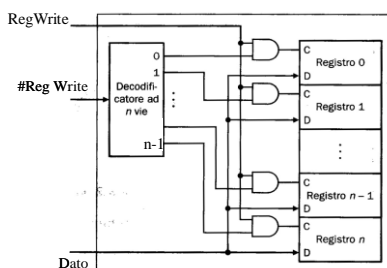 RegWrite
0
C
Registro 0
1
D
#Reg Write
Decodifi-
catore ad
n vie
C
Registro 1
D
n-1
C
Registro n – 1
D
C
Registro n
D
Dato